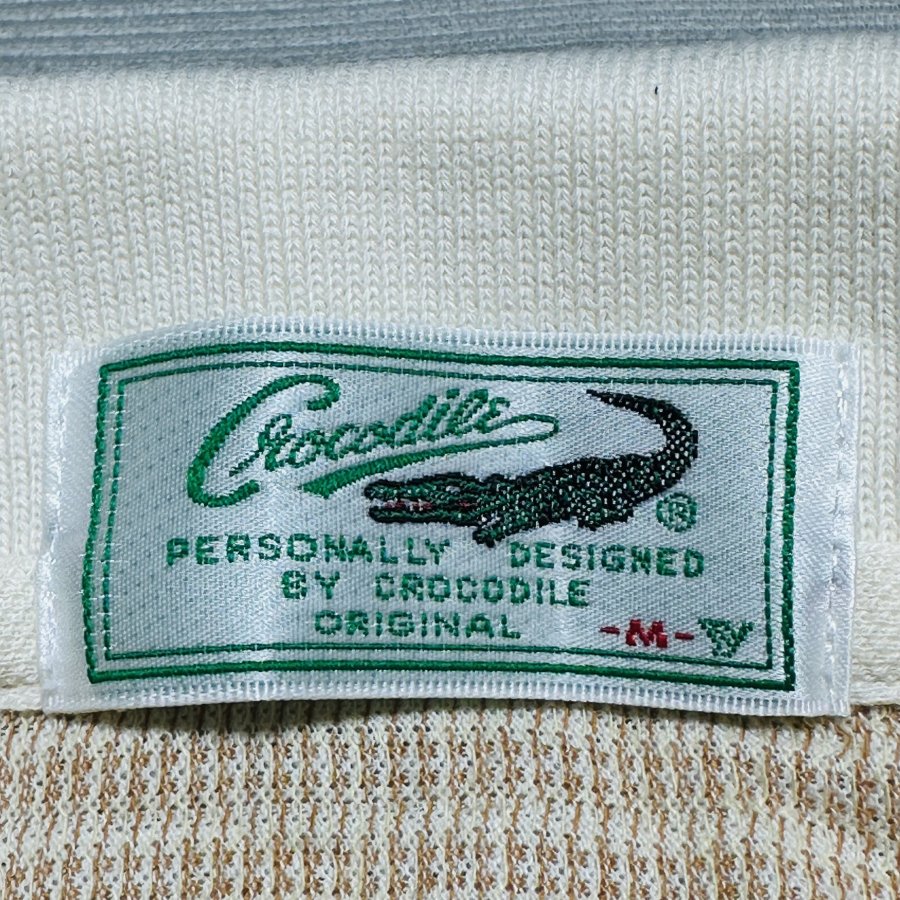 Crocodile
®
PERSONALLY DESIGNED
BY CROCODILE
ORIGINAL
-M-